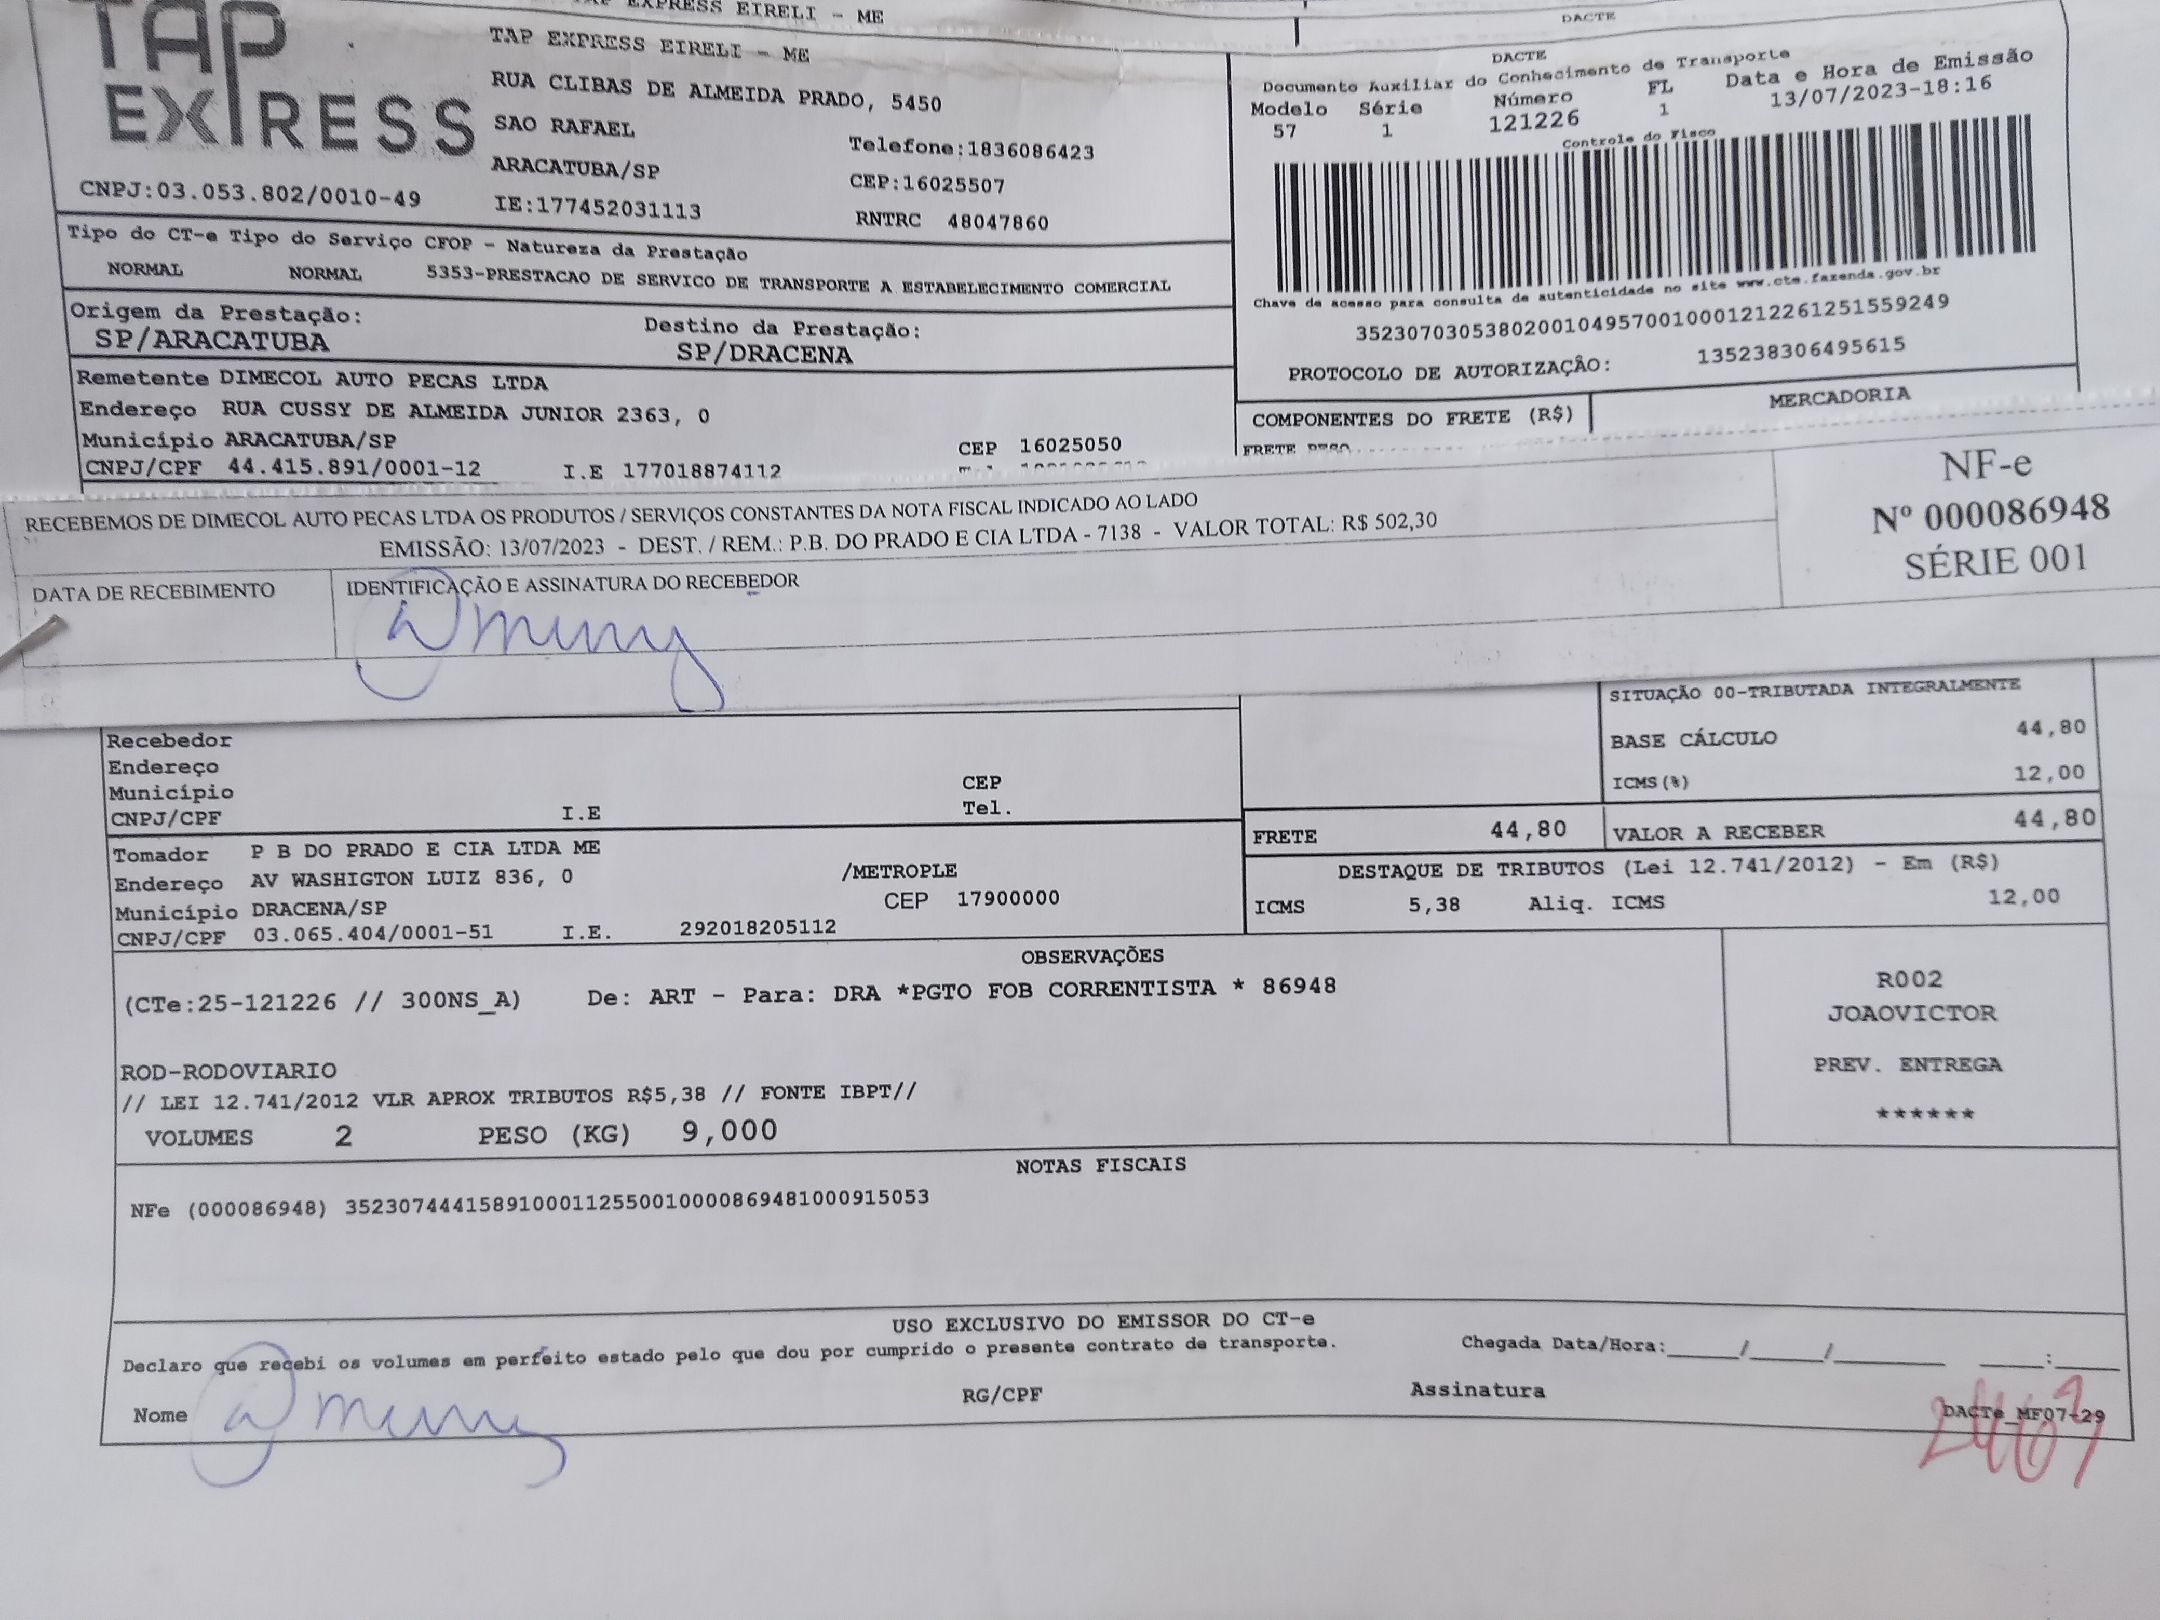 TAP EXPRESS EIRELI - ME
DACTE
TAP EXPRESS
TAP EXPRESS EIRELI - ME
RUA CLIBAS DE ALMEIDA PRADO, 5450
SAO RAFAEL
Telefone:1836086423
ARACATUBA/SP
CEP:16025507
CNPJ:03.053.802/0010-49
IE:177452031113
RNTRC 48047860
DACTE
Documento Auxiliar do Conhecimento de Transporte
Modelo Série Número FL Data e Hora de Emissão
57 1 121226 1 13/07/2023-18:16
Controle do Fisco
Chave de acesso para consulta de autenticidade no site www.cte.fazenda.gov.br
35230703053802001049570010001212261251559249
PROTOCOLO DE AUTORIZAÇÂO: 135238306495615
Tipo do CT-e Tipo do Serviço CFOP - Natureza da Prestação
NORMAL NORMAL 5353-PRESTACAO DE SERVICO DE TRANSPORTE A ESTABELECIMENTO COMERCIAL
Origem da Prestação: Destino da Prestação:
SP/ARACATUBA SP/DRACENA
Remetente DIMECOL AUTO PECAS LTDA
Endereço RUA CUSSY DE ALMEIDA JUNIOR 2363, 0
Município ARACATUBA/SP CEP 16025050
CNPJ/CPF 44.415.891/0001-12 I.E 177018874112
COMPONENTES DO FRETE (R$) MERCADORIA
FRETE PESO
RECEBEMOS DE DIMECOL AUTO PECAS LTDA OS PRODUTOS / SERVIÇOS CONSTANTES DA NOTA FISCAL INDICADO AO LADO
EMISSÃO: 13/07/2023 - DEST. / REM.: P.B. DO PRADO E CIA LTDA - 7138 - VALOR TOTAL: R$ 502,30
NF-e
Nº 000086948
SÉRIE 001
DATA DE RECEBIMENTO IDENTIFICAÇÃO E ASSINATURA DO RECEBEDOR
SITUAÇÃO 00-TRIBUTADA INTEGRALMENTE
BASE CÁLCULO 44,80
ICMS(%) 12,00
Recebedor
Endereço
Município CEP
CNPJ/CPF I.E Tel.
FRETE 44,80 VALOR A RECEBER 44,80
Tomador P B DO PRADO E CIA LTDA ME
Endereço AV WASHIGTON LUIZ 836, 0 /METROPLE
Município DRACENA/SP CEP 17900000
CNPJ/CPF 03.065.404/0001-51 I.E. 292018205112
DESTAQUE DE TRIBUTOS (Lei 12.741/2012) - Em (R$)
ICMS 5,38 Aliq. ICMS 12,00
OBSERVAÇÕES
(CTe:25-121226 // 300NS_A) De: ART - Para: DRA *PGTO FOB CORRENTISTA * 86948
R002
JOAOVICTOR
PREV. ENTREGA
******
ROD-RODOVIARIO
// LEI 12.741/2012 VLR APROX TRIBUTOS R$5,38 // FONTE IBPT//
VOLUMES 2 PESO (KG) 9,000
NOTAS FISCAIS
NFe (000086948) 35230744415891000112550010000869481000915053
USO EXCLUSIVO DO EMISSOR DO CT-e
Declaro que recebi os volumes em perfeito estado pelo que dou por cumprido o presente contrato de transporte. Chegada Data/Hora:_____/_____/_______ ____:____
Nome RG/CPF Assinatura
DACTe_MF07-29